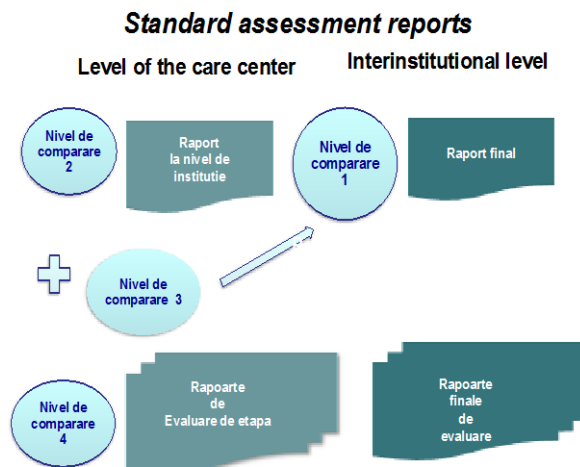 Standard assessment reports
Level of the care center
Interinstitutional level
Nivel de
comparare
2
Raport
la nivel de
institutie
Nivel de
comparare
1
Raport final
Nivel de
comparare 3
Nivel de
comparare
4
Rapoarte
de
Evaluare de etapa
Rapoarte
finale
de
evaluare